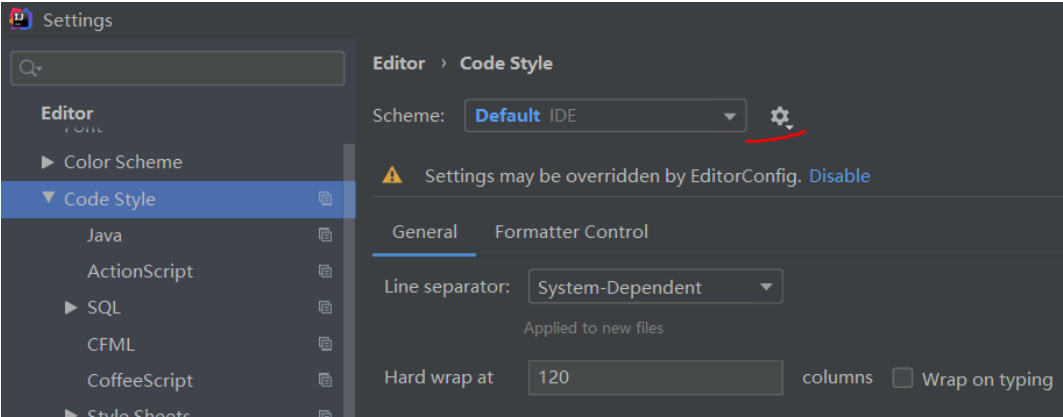 Settings
Editor
Font
Color Scheme
Code Style
Java
ActionScript
SQL
CFML
CoffeeScript
Style Sheets
Editor › Code Style
Scheme: Default IDE
Settings may be overridden by EditorConfig. Disable
General Formatter Control
Line separator: System-Dependent
Applied to new files
Hard wrap at 120 columns Wrap on typing